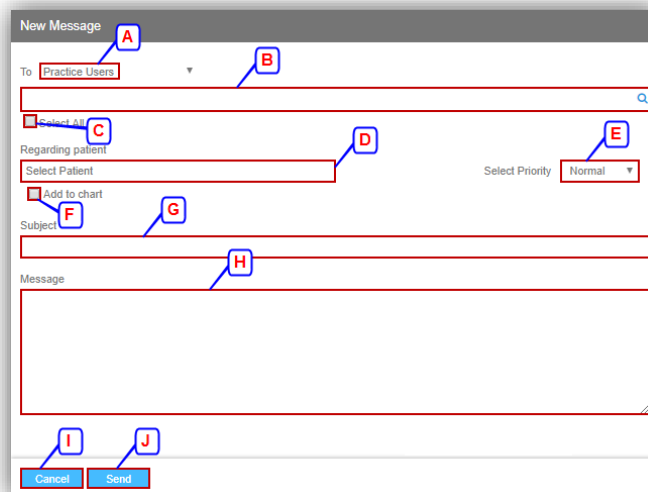 New Message
A
To Practice Users
B
Select All
C
Regarding patient
D
E
Select Patient
Select Priority Normal
Add to chart
F
Subject
G
H
Message
I
J
Cancel Send